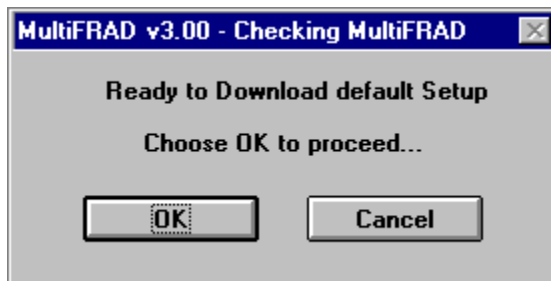 MultiFRAD v3.00 - Checking MultiFRAD
Ready to Download default Setup
Choose OK to proceed...
OK
Cancel